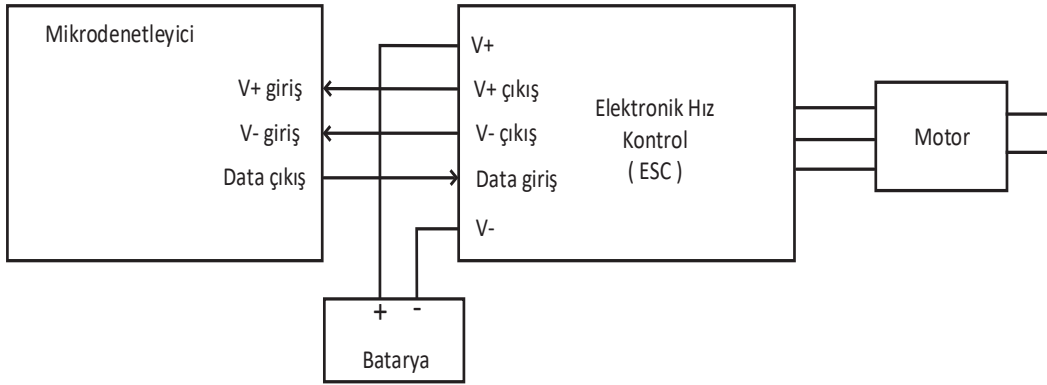 Mikrodenetleyici
V+ giriş
V- giriş
Data çıkış
V+
V+ çıkış
V- çıkış
Data giriş
V-
Elektronik Hız
Kontrol
( ESC )
Motor
+ -
Batarya